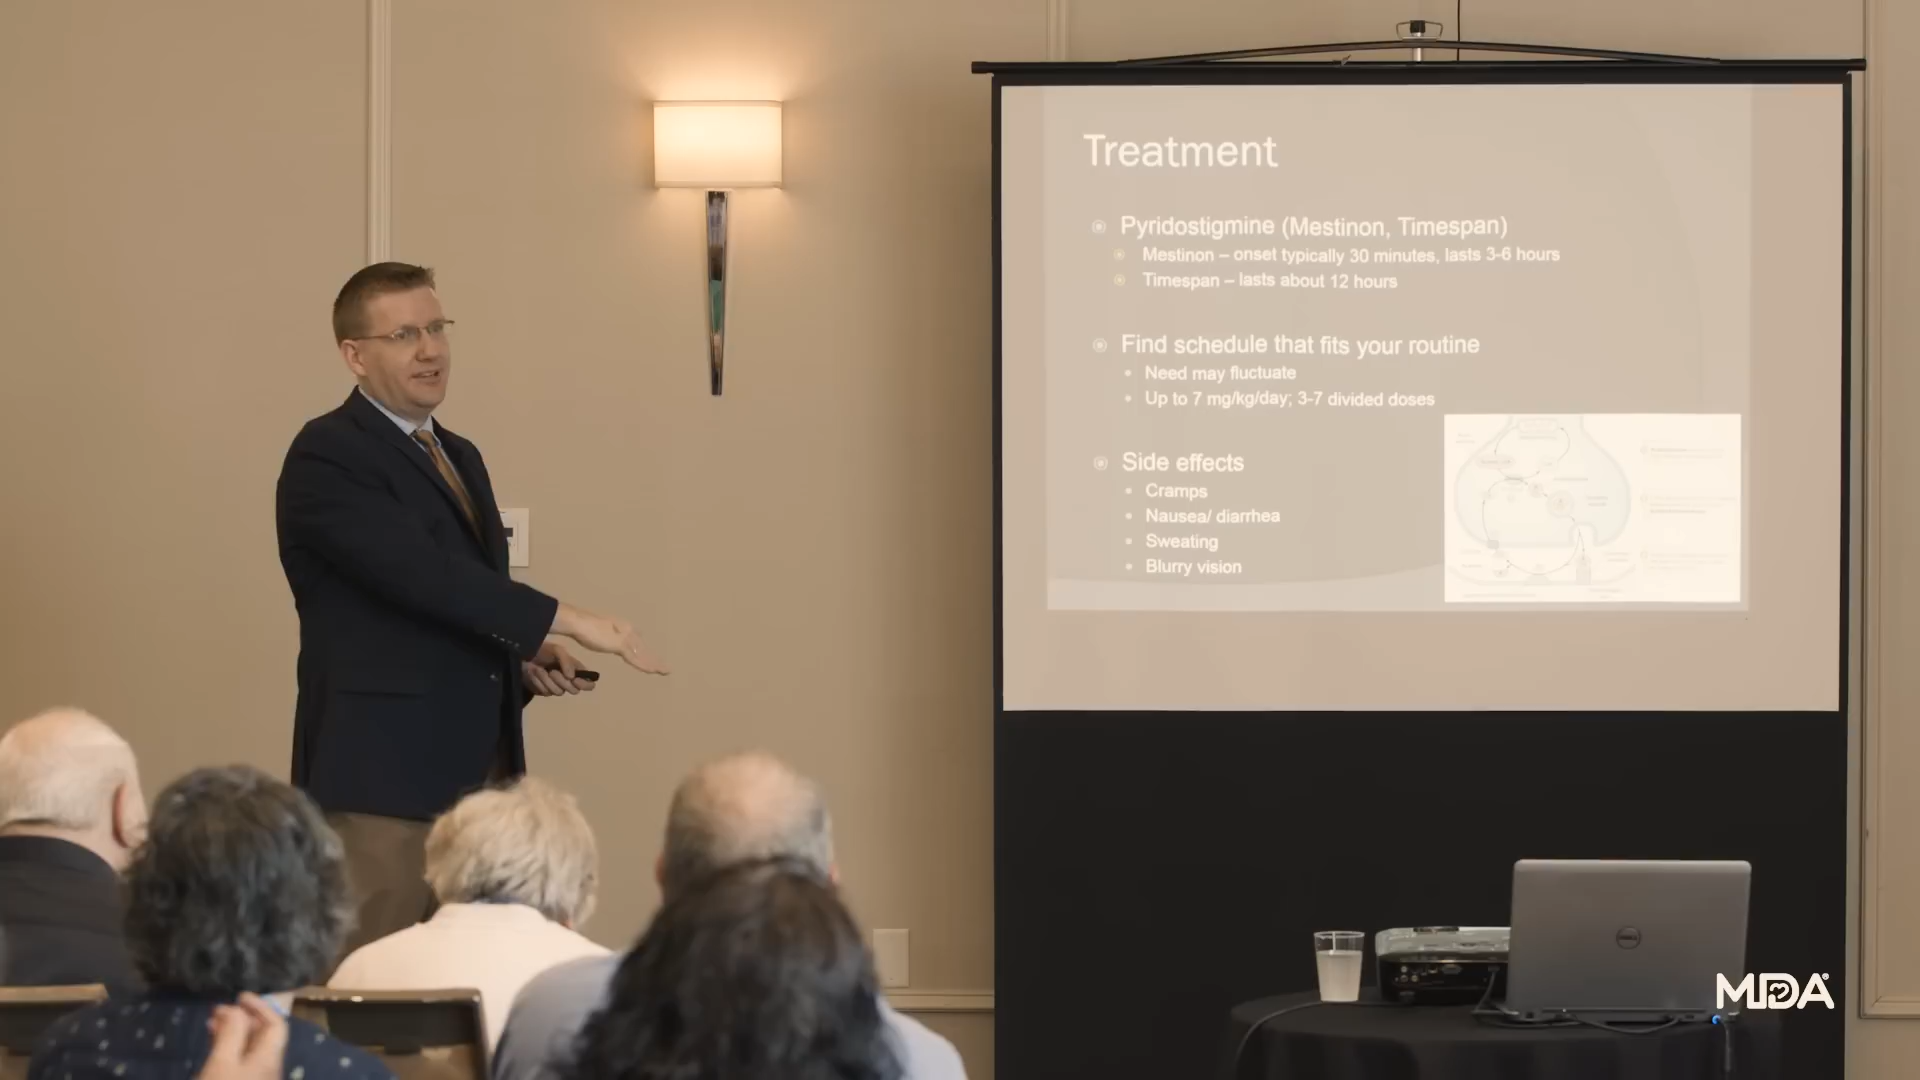 Treatment
Pyridostigmine (Mestinon, Timespan)
Mestinon – onset typically 30 minutes, lasts 3-6 hours
Timespan – lasts about 12 hours
Find schedule that fits your routine
Need may fluctuate
Up to 7 mg/kg/day; 3-7 divided doses
Side effects
Cramps
Nausea/ diarrhea
Sweating
Blurry vision
DELL
MDA